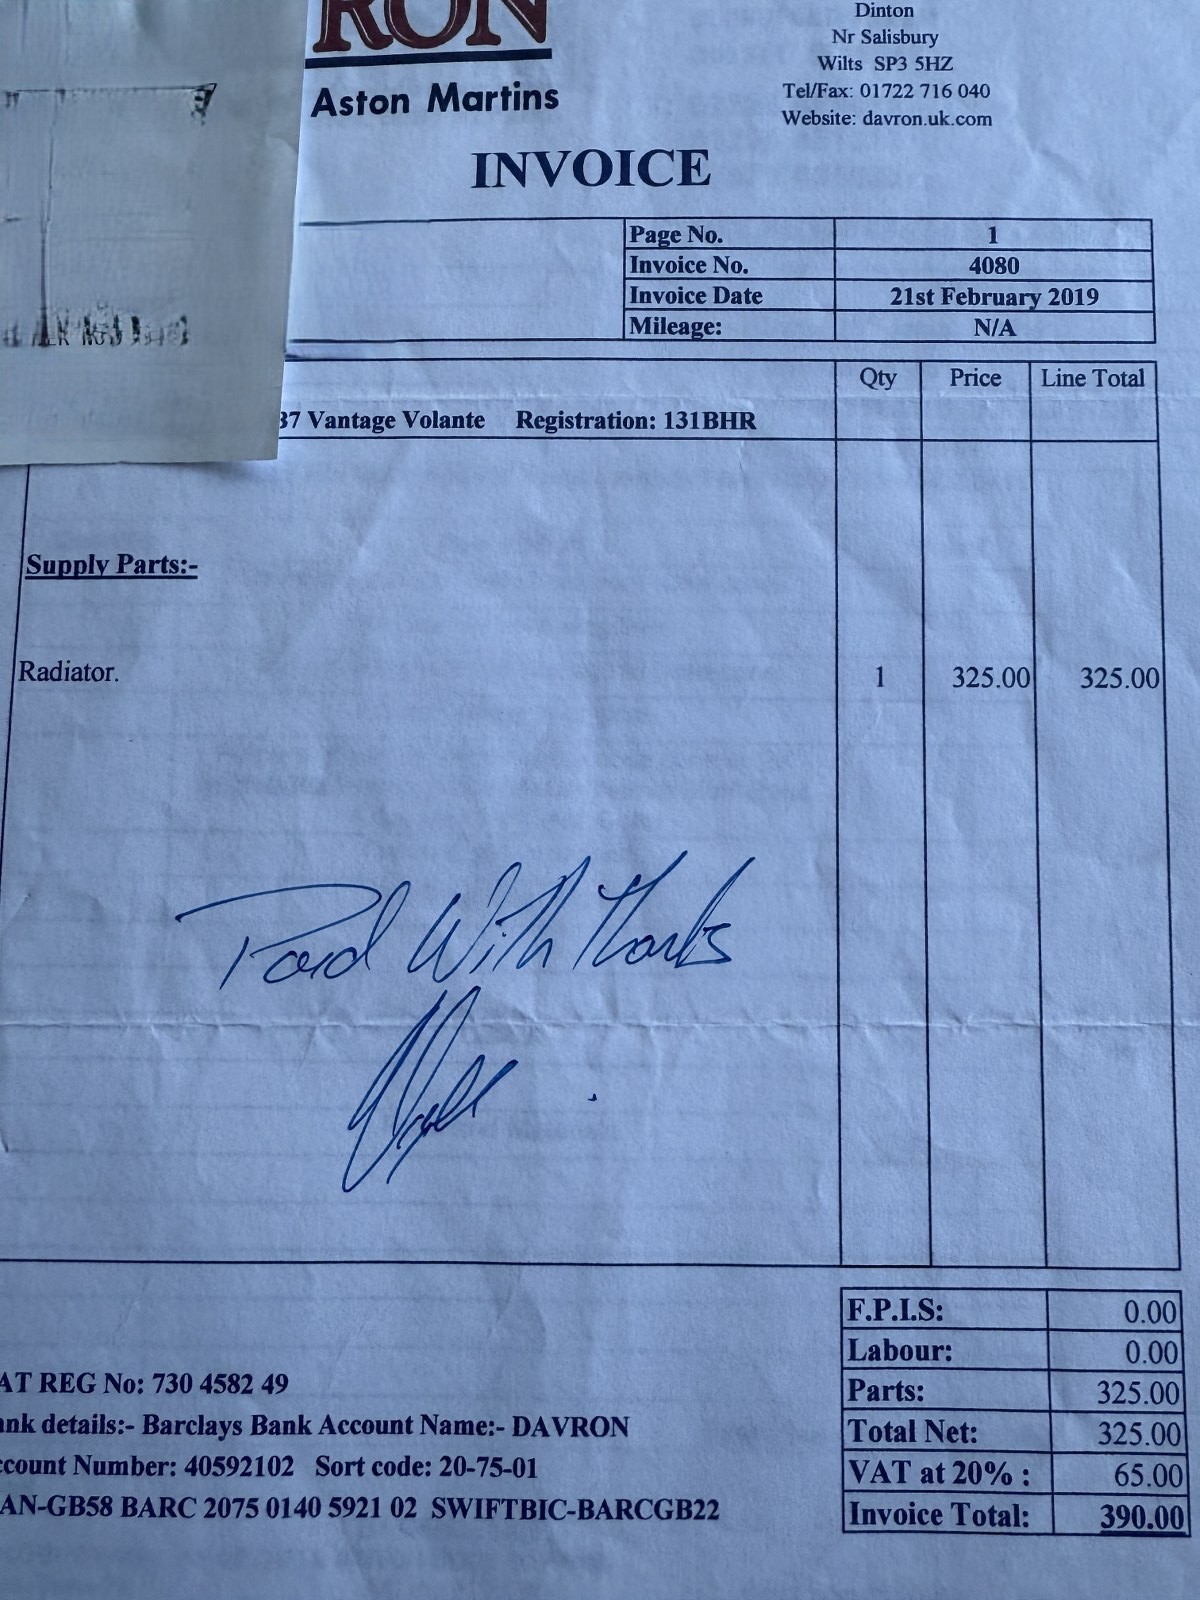 RON
Aston Martins
Dinton
Nr Salisbury
Wilts SP3 5HZ
Tel/Fax: 01722 716 040
Website: davron.uk.com
INVOICE
Page No. 1
Invoice No. 4080
Invoice Date 21st February 2019
Mileage: N/A
Qty Price Line Total
37 Vantage Volante Registration: 131BHR
Supply Parts:-
Radiator. 1 325.00 325.00
Paid With thanks
F.P.I.S: 0.00
Labour: 0.00
Parts: 325.00
Total Net: 325.00
VAT at 20% : 65.00
Invoice Total: 390.00
AT REG No: 730 4582 49
ank details:- Barclays Bank Account Name:- DAVRON
ccount Number: 40592102 Sort code: 20-75-01
AN-GB58 BARC 2075 0140 5921 02 SWIFTBIC-BARCGB22